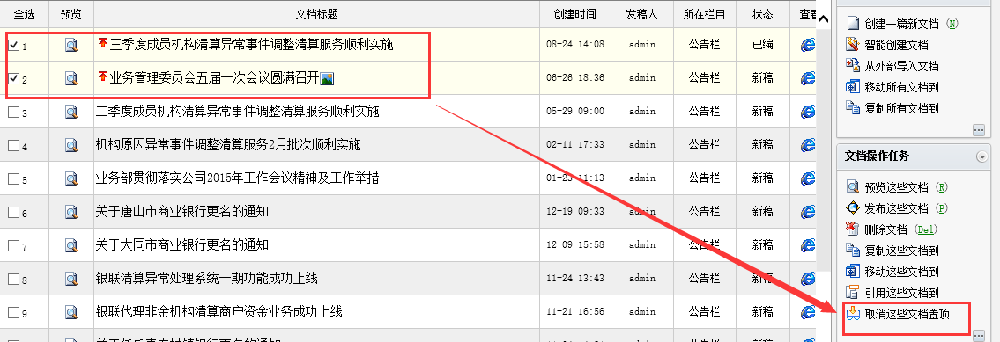 全选 预览 文档标题 创建时间 发稿人 所在栏目 状态 查看
1 三季度成员机构清算异常事件调整清算服务顺利实施 08-24 14:08 admin 公告栏 已编
2 业务管理委员会五届一次会议圆满召开 06-26 18:36 admin 公告栏 新稿
3 二季度成员机构清算异常事件调整清算服务顺利实施 05-29 09:00 admin 公告栏 新稿
4 机构原因异常事件调整清算服务2月批次顺利实施 02-11 17:33 admin 公告栏 新稿
5 业务部贯彻落实公司2015年工作会议精神及工作举措 01-23 11:13 admin 公告栏 新稿
6 关于唐山市商业银行更名的通知 12-19 09:33 admin 公告栏 新稿
7 关于大同市商业银行更名的通知 12-09 15:58 admin 公告栏 新稿
8 银联清算异常处理系统一期功能成功上线 11-24 13:43 admin 公告栏 新稿
9 银联代理非金机构清算商户资金业务成功上线 11-21 16:56 admin 公告栏 新稿
创建一篇新文档 (N)
智能创建文档
从外部导入文档
移动所有文档到
复制所有文档到
文档操作任务
预览这些文档 (R)
发布这些文档 (P)
删除文档 (Del)
复制这些文档到
移动这些文档到
引用这些文档到
取消这些文档置顶